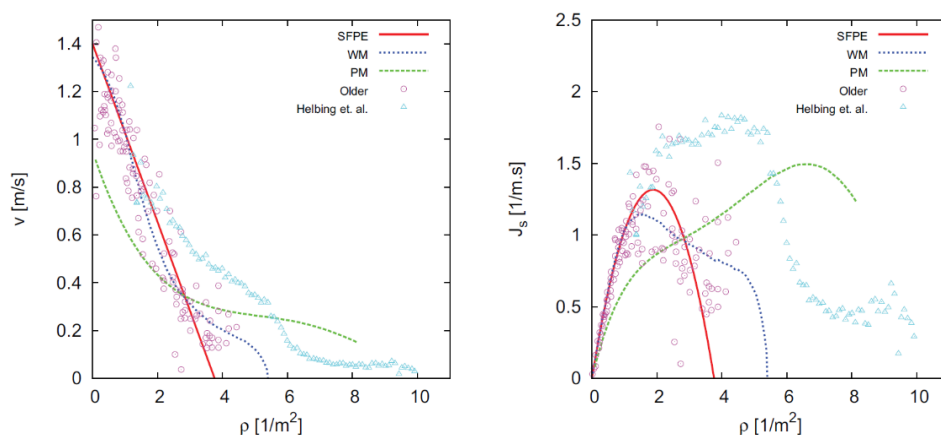 1.4
1.2
1
0.8
0.6
0.4
0.2
0
v [m/s]
0 2 4 6 8 10
ρ [1/m²]
SFPE
WM
PM
Older
Helbing et. al.
2.5
2
1.5
1
0.5
0
Jₛ [1/m.s]
0 2 4 6 8 10
ρ [1/m²]
SFPE
WM
PM
Older
Helbing et. al.